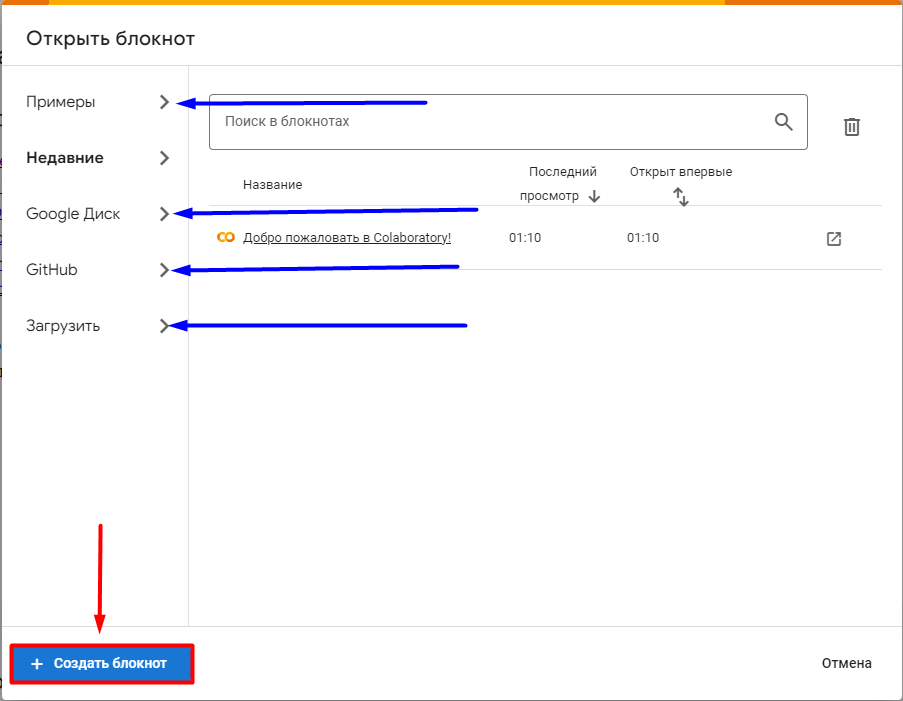 Открыть блокнот
Примеры
Недавние
Google Диск
GitHub
Загрузить
Поиск в блокнотах
Название
Последний
просмотр
Открыт впервые
Добро пожаловать в Colaboratory!
01:10
01:10
+ Создать блокнот
Отмена